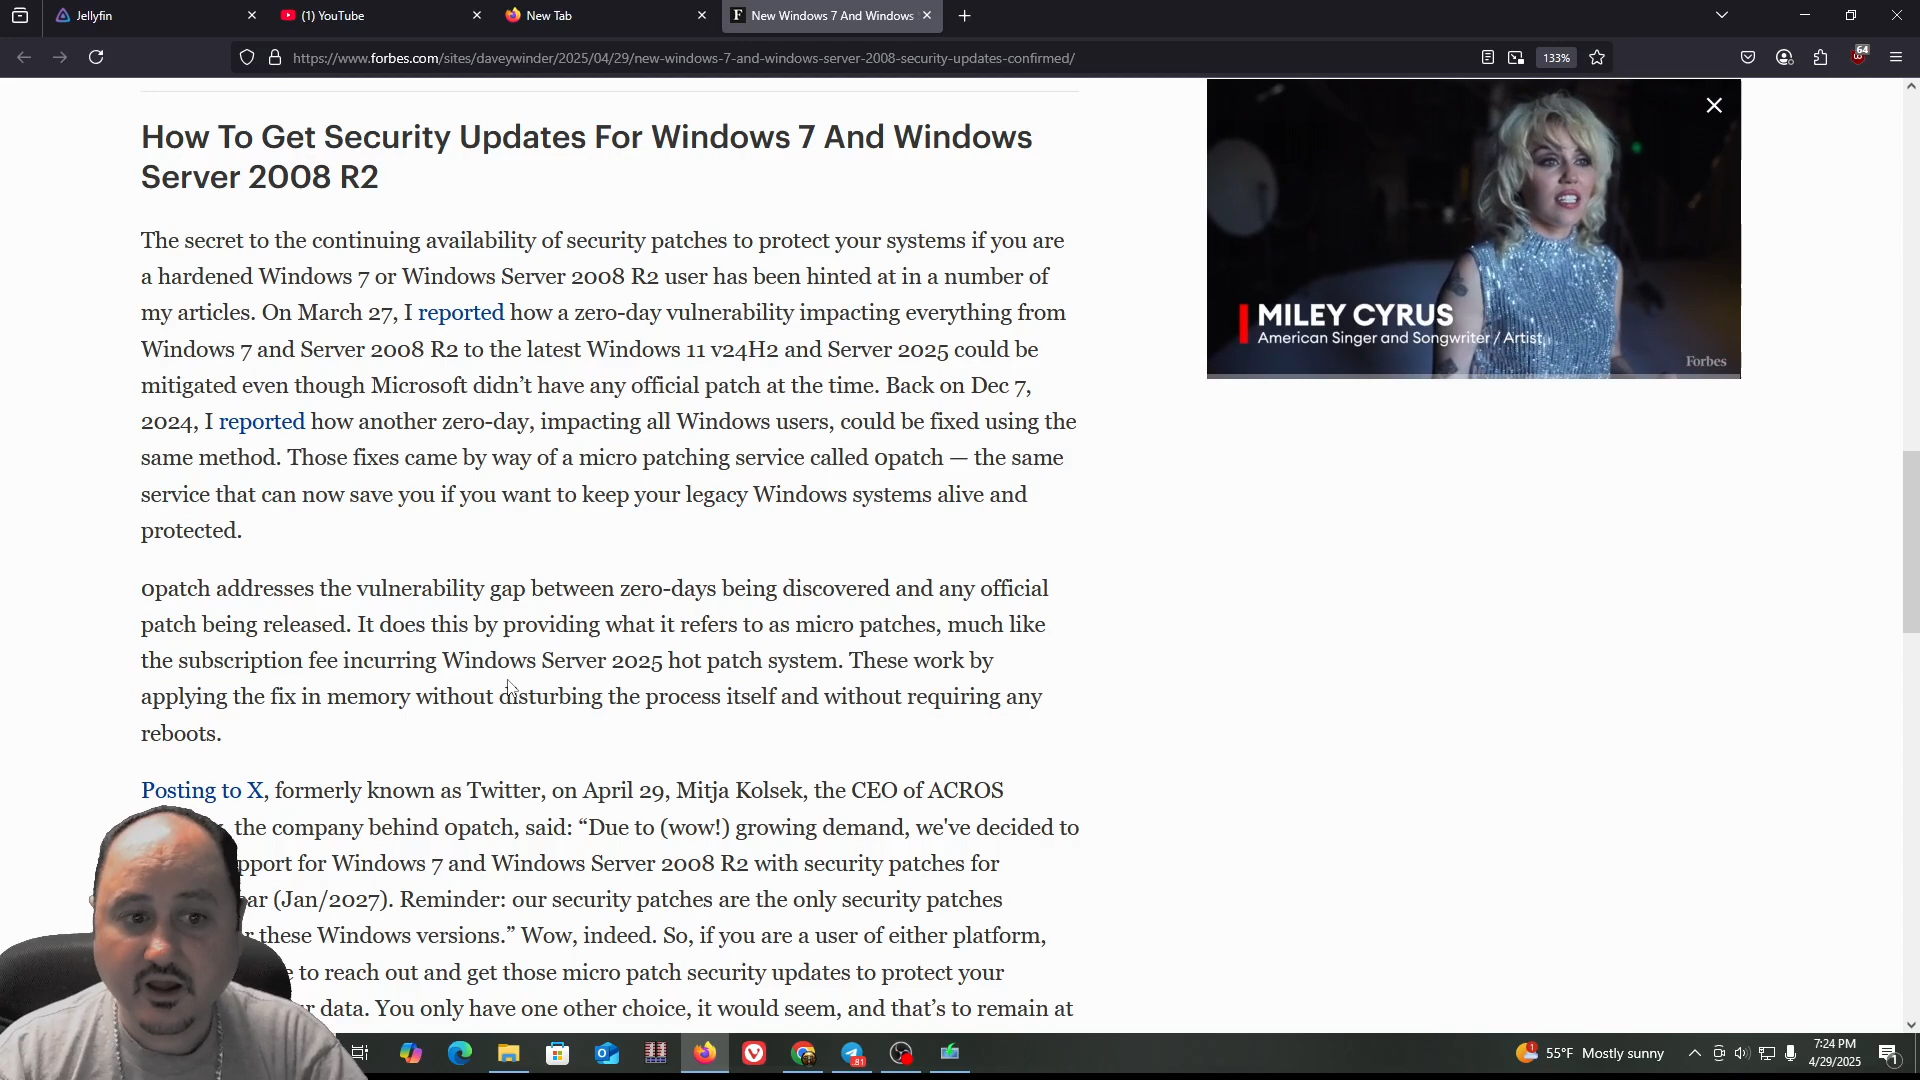 Jellyfin
(1) YouTube
New Tab
New Windows 7 And Windows
https://www.forbes.com/sites/daveywinder/2025/04/29/new-windows-7-and-windows-server-2008-security-updates-confirmed/
133%
64
How To Get Security Updates For Windows 7 And Windows
Server 2008 R2
The secret to the continuing availability of security patches to protect your systems if you are
a hardened Windows 7 or Windows Server 2008 R2 user has been hinted at in a number of
my articles. On March 27, I reported how a zero-day vulnerability impacting everything from
Windows 7 and Server 2008 R2 to the latest Windows 11 v24H2 and Server 2025 could be
mitigated even though Microsoft didn’t have any official patch at the time. Back on Dec 7,
2024, I reported how another zero-day, impacting all Windows users, could be fixed using the
same method. Those fixes came by way of a micro patching service called 0patch — the same
service that can now save you if you want to keep your legacy Windows systems alive and
protected.
0patch addresses the vulnerability gap between zero-days being discovered and any official
patch being released. It does this by providing what it refers to as micro patches, much like
the subscription fee incurring Windows Server 2025 hot patch system. These work by
applying the fix in memory without disturbing the process itself and without requiring any
reboots.
Posting to X, formerly known as Twitter, on April 29, Mitja Kolsek, the CEO of ACROS
the company behind 0patch, said: “Due to (wow!) growing demand, we've decided to
pport for Windows 7 and Windows Server 2008 R2 with security patches for
ar (Jan/2027). Reminder: our security patches are the only security patches
r these Windows versions.” Wow, indeed. So, if you are a user of either platform,
e to reach out and get those micro patch security updates to protect your
r data. You only have one other choice, it would seem, and that’s to remain at
MILEY CYRUS
American Singer and Songwriter / Artist
Forbes
81
1
55°F Mostly sunny
7:24 PM
4/29/2025
1